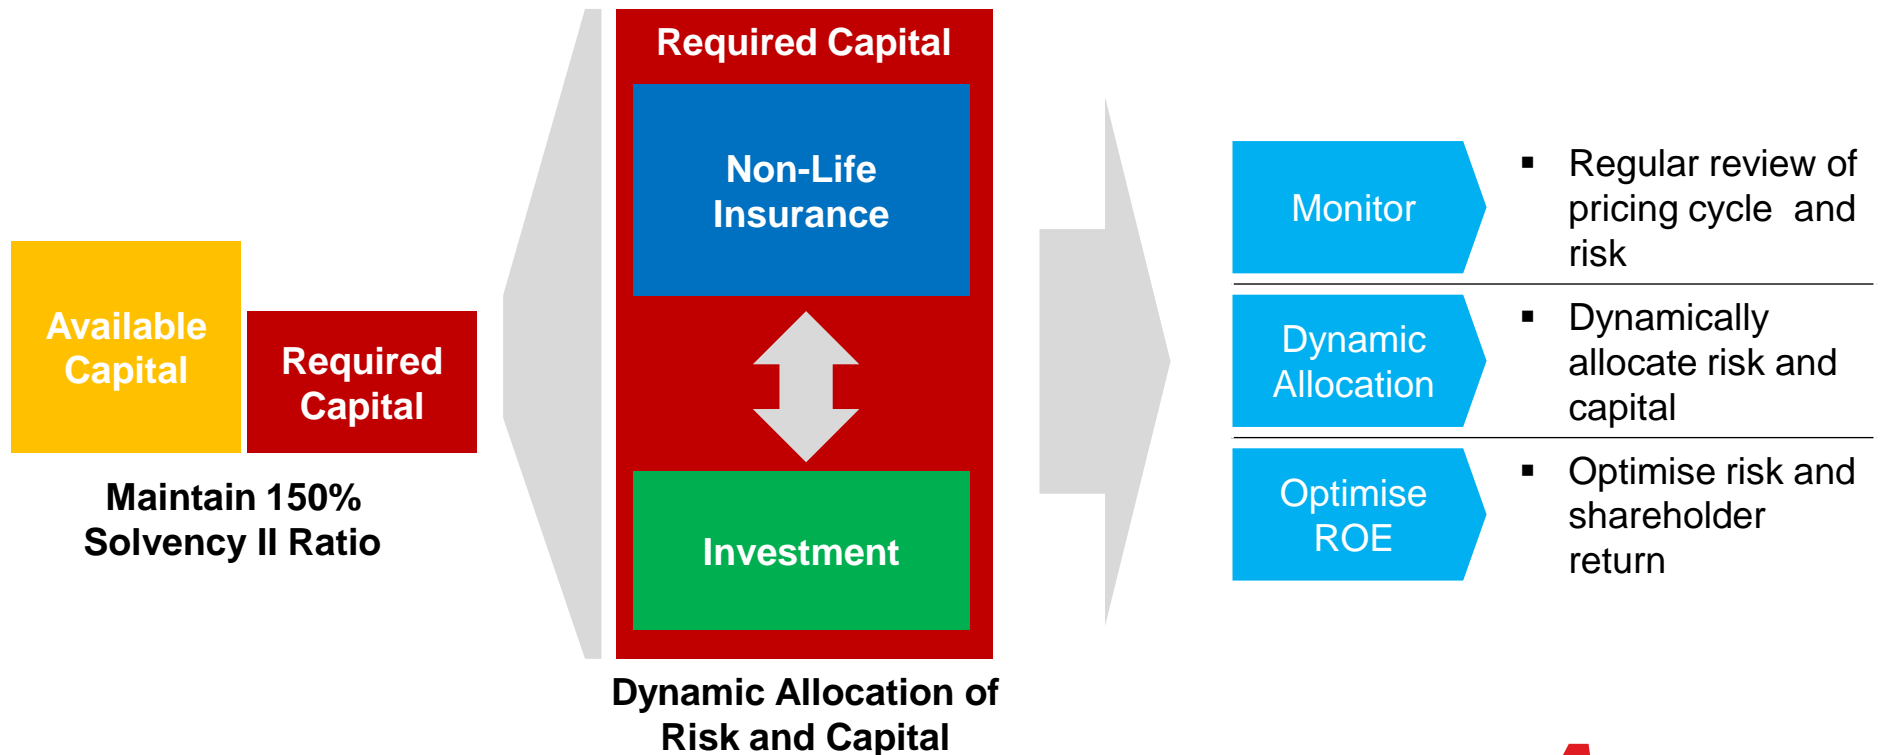 Available
Capital
Required
Capital
Maintain 150%
Solvency II Ratio
Required Capital
Non-Life
Insurance
Investment
Dynamic Allocation of
Risk and Capital
Monitor
▪ Regular review of
pricing cycle  and
risk
Dynamic
Allocation
▪ Dynamically
allocate risk and
capital
Optimise
ROE
▪ Optimise risk and
shareholder
return